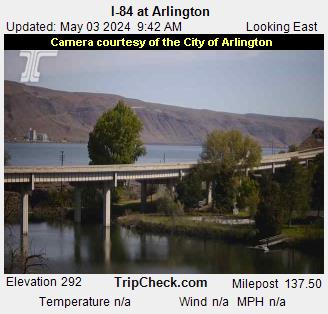 I-84 at Arlington
Updated: May 03 2024 9:42 AM Looking East
Camera courtesy of the City of Arlington
Elevation 292 TripCheck.com Milepost 137.50
Temperature n/a Wind n/a MPH n/a